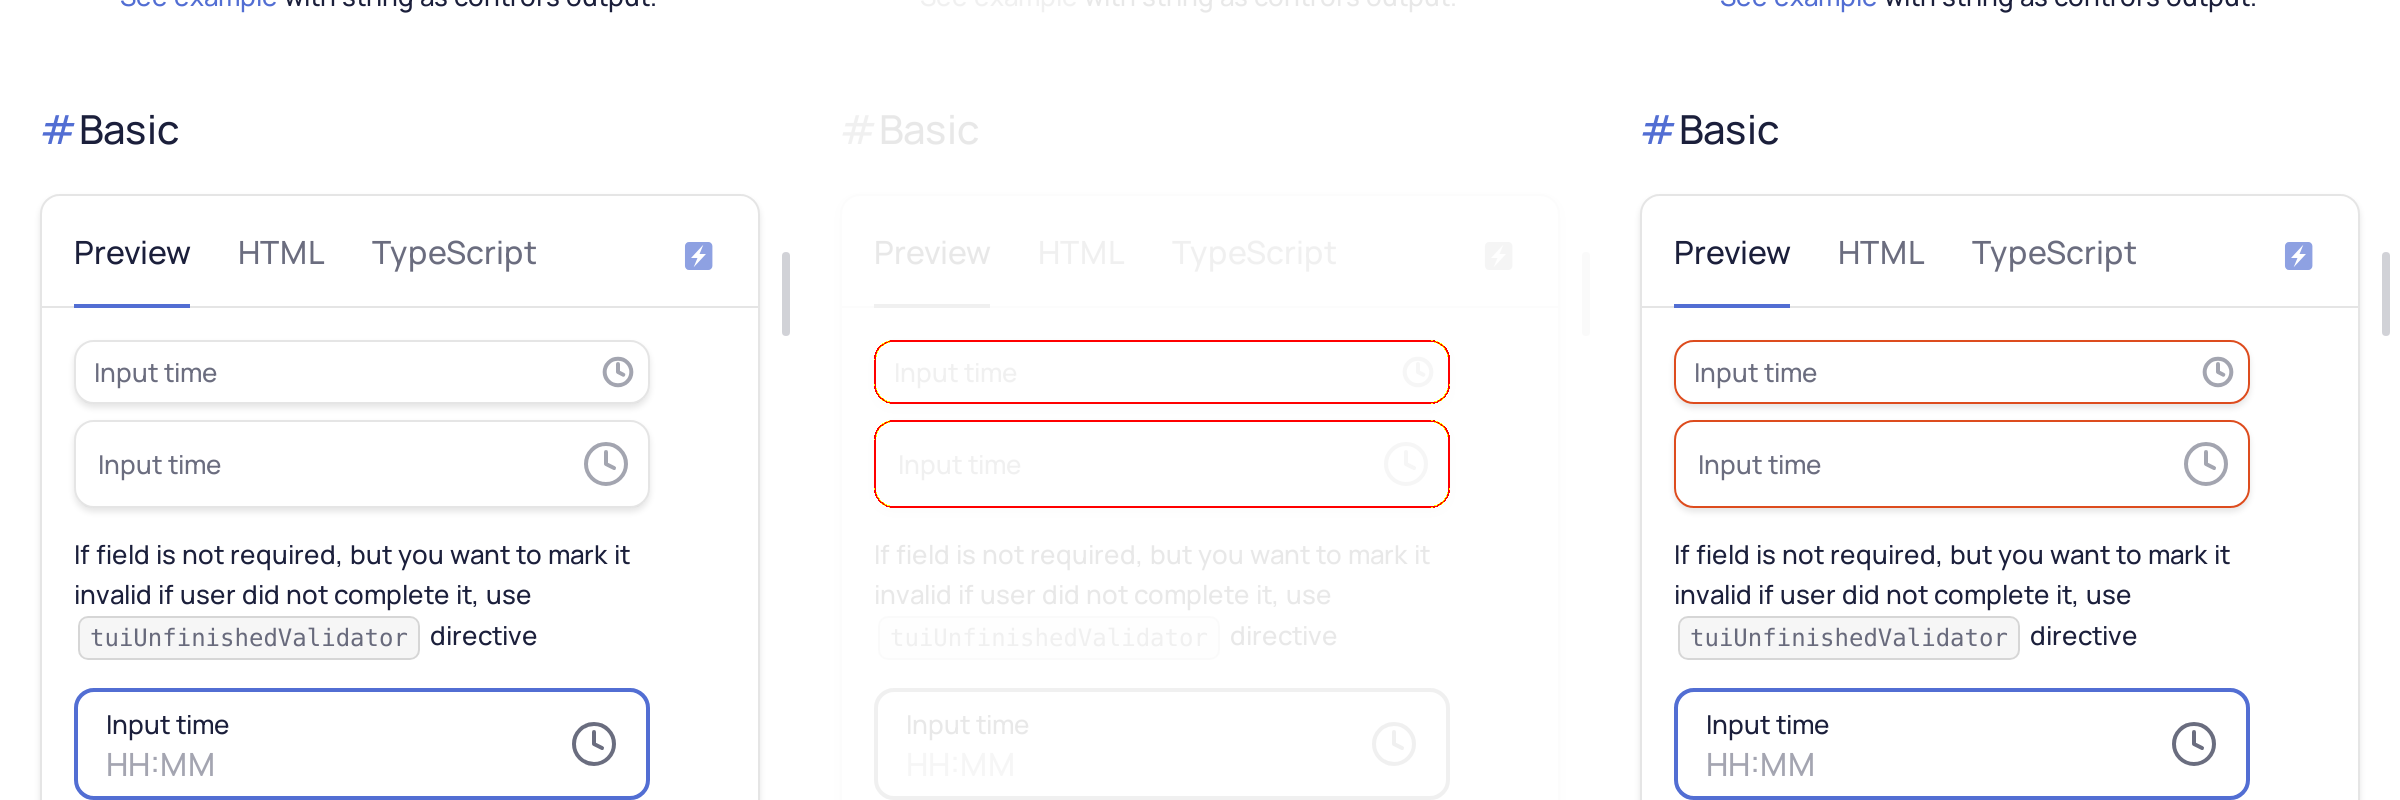 See example with string as control's output.
#Basic
Preview HTML TypeScript
Input time
Input time
If field is not required, but you want to mark it
invalid if user did not complete it, use
tuiUnfinishedValidator directive
Input time
HH:MM
See example with string as control's output.
#Basic
Preview HTML TypeScript
Input time
Input time
If field is not required, but you want to mark it
invalid if user did not complete it, use
tuiUnfinishedValidator directive
Input time
HH:MM
See example with string as control's output.
#Basic
Preview HTML TypeScript
Input time
Input time
If field is not required, but you want to mark it
invalid if user did not complete it, use
tuiUnfinishedValidator directive
Input time
HH:MM